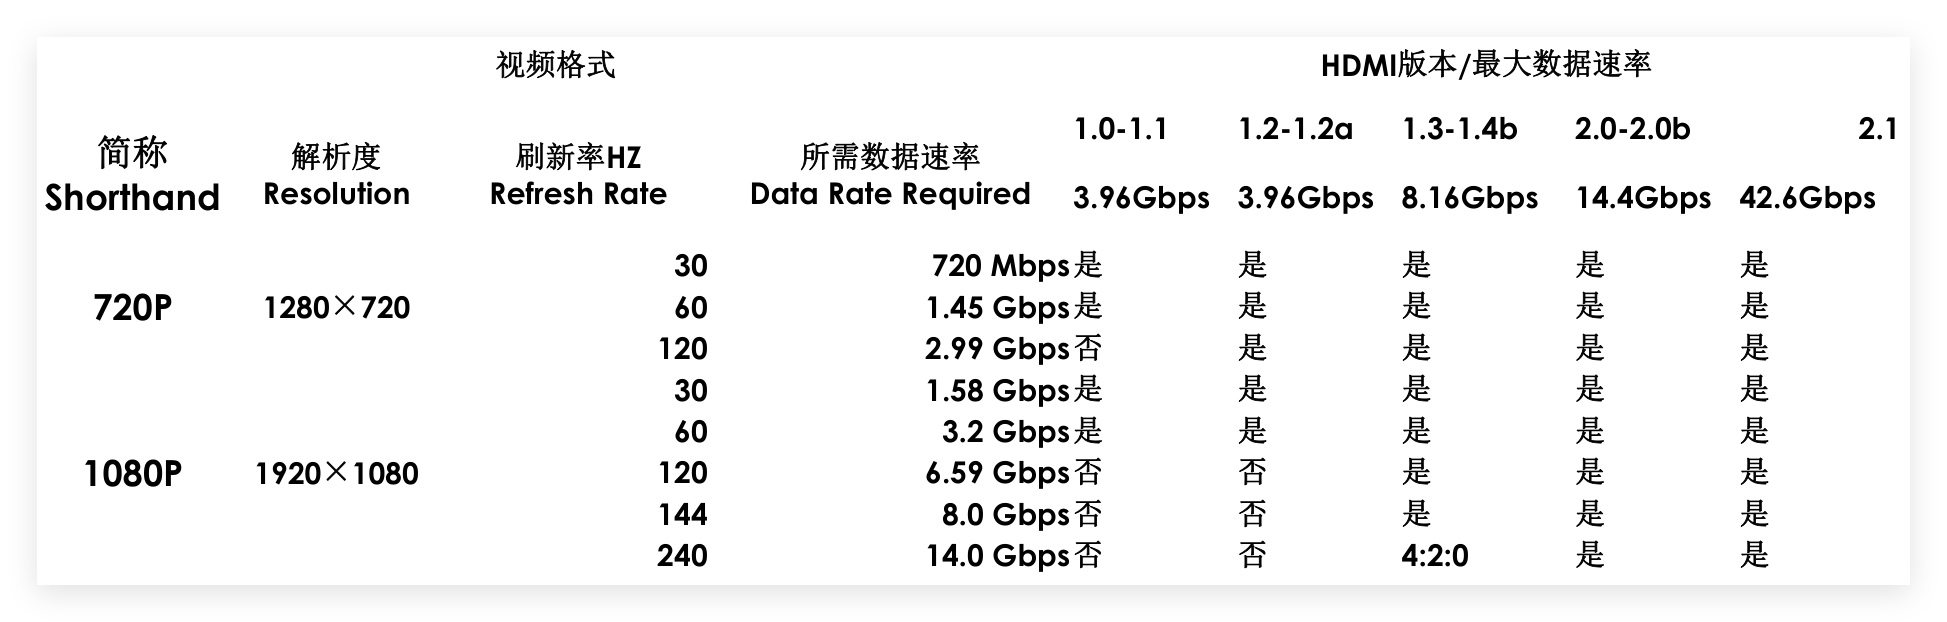 视频格式 HDMI版本/最大数据速率
简称 解析度 刷新率HZ 所需数据速率 1.0-1.1 1.2-1.2a 1.3-1.4b 2.0-2.0b 2.1
Shorthand Resolution Refresh Rate Data Rate Required 3.96Gbps 3.96Gbps 8.16Gbps 14.4Gbps 42.6Gbps
30 720 Mbps 是 是 是 是 是
720P 1280×720 60 1.45 Gbps 是 是 是 是 是
120 2.99 Gbps 否 是 是 是 是
30 1.58 Gbps 是 是 是 是 是
60 3.2 Gbps 是 是 是 是 是
1080P 1920×1080 120 6.59 Gbps 否 否 是 是 是
144 8.0 Gbps 否 否 是 是 是
240 14.0 Gbps 否 否 4:2:0 是 是